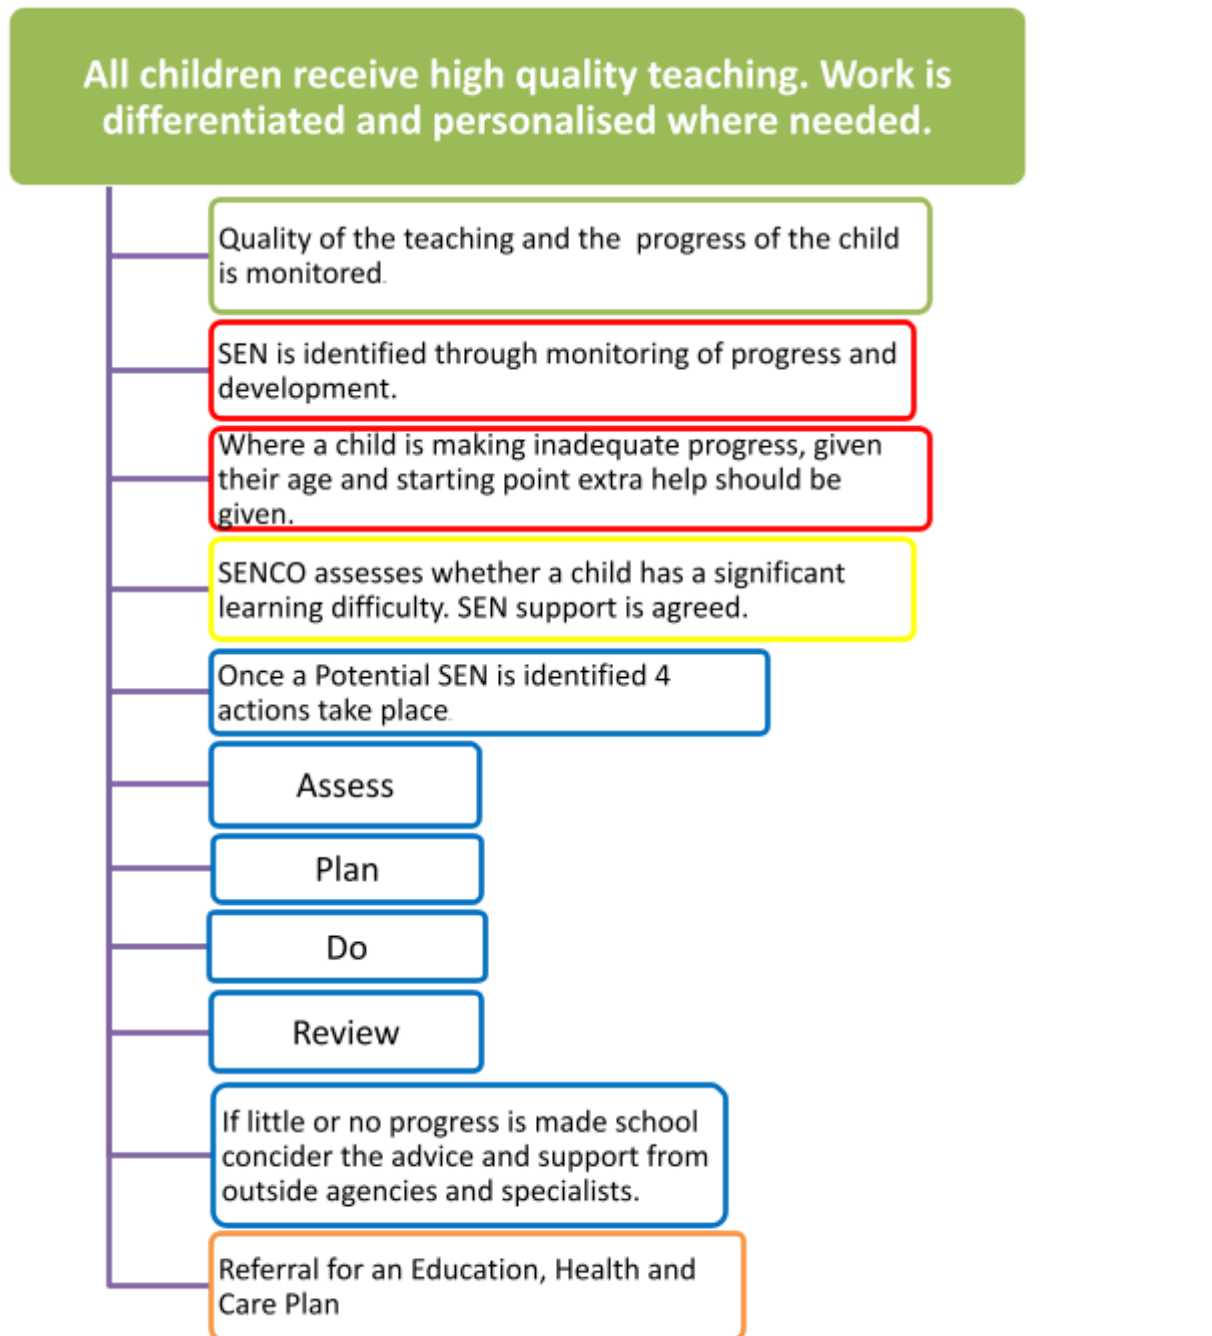 All children receive high quality teaching. Work is
differentiated and personalised where needed.
Quality of the teaching and the progress of the child
is monitored.
SEN is identified through monitoring of progress and
development.
Where a child is making inadequate progress, given
their age and starting point extra help should be
given.
SENCO assesses whether a child has a significant
learning difficulty. SEN support is agreed.
Once a Potential SEN is identified 4
actions take place.
Assess
Plan
Do
Review
If little or no progress is made school
concider the advice and support from
outside agencies and specialists.
Referral for an Education, Health and
Care Plan